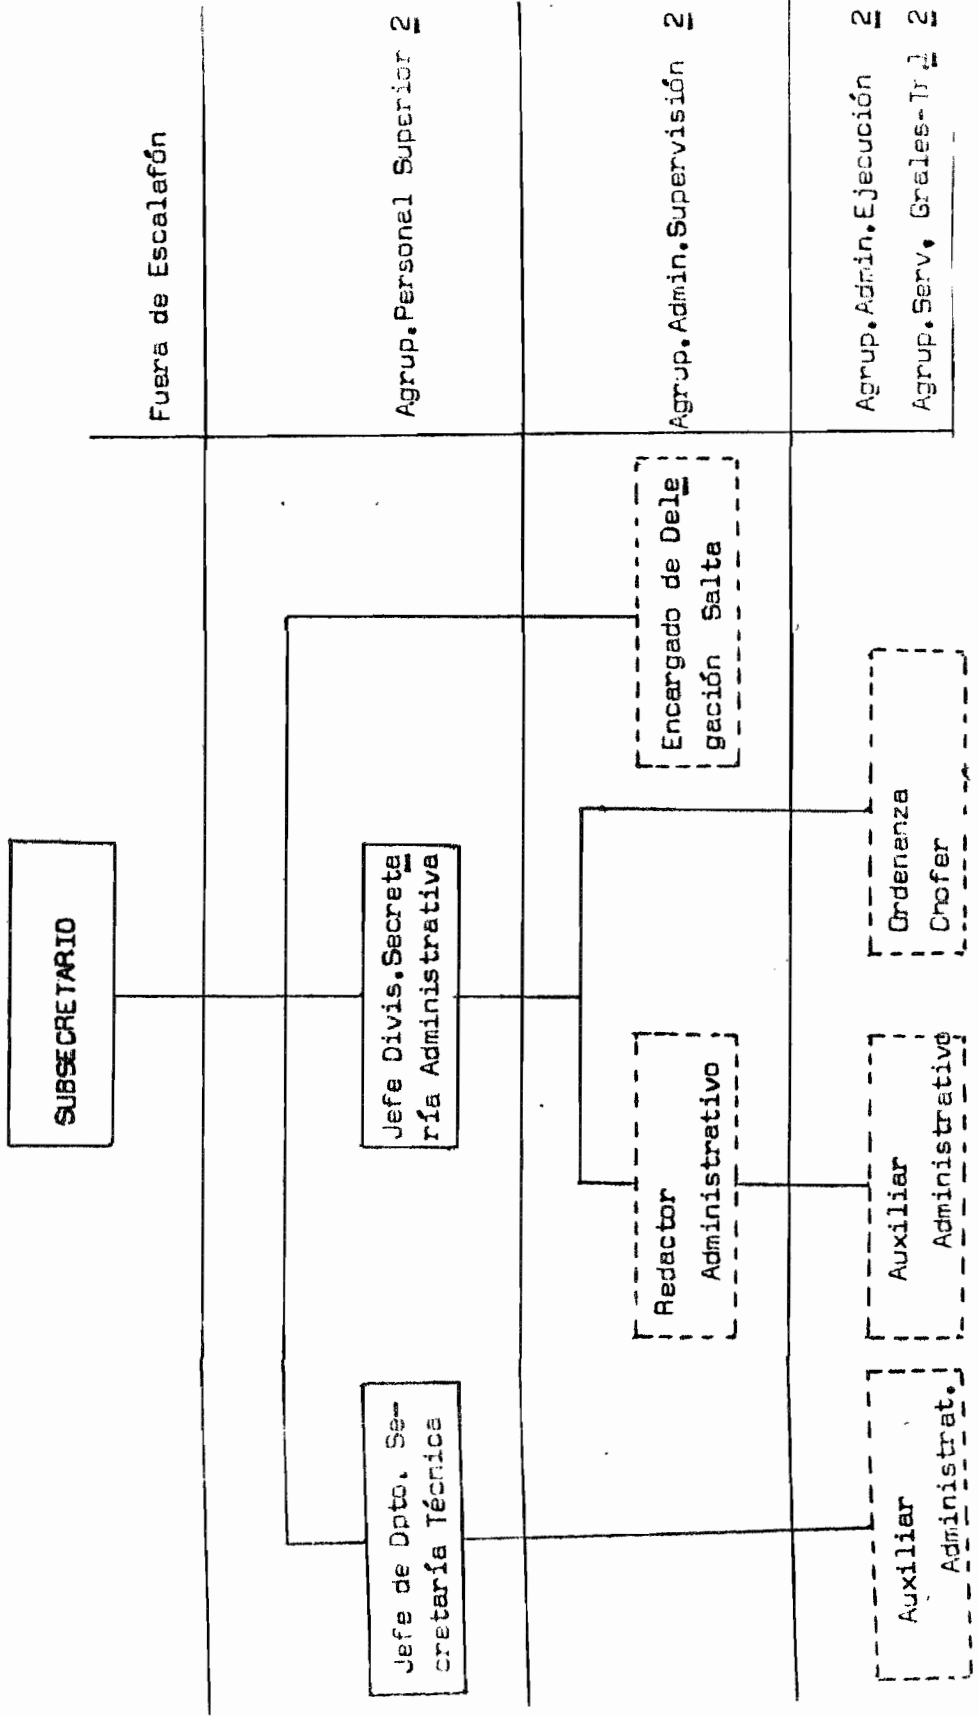 SUBSECRETARIO
Fuera de Escalafón
Jefe de Dpto. Se-
cretaría Técnica
Jefe Divis.Secreta
ría Administrativa
Agrup.Personal Superior 2
Redactor
Administrativo
Encargado de Dele
gación Salta
Agrup.Admin.Supervisión 2
Auxiliar
Administrat.
Auxiliar
Administrativo
Ordenanza
Chofer
Agrup.Admin.Ejecución 2
Agrup.Serv. Grales-Tr 2